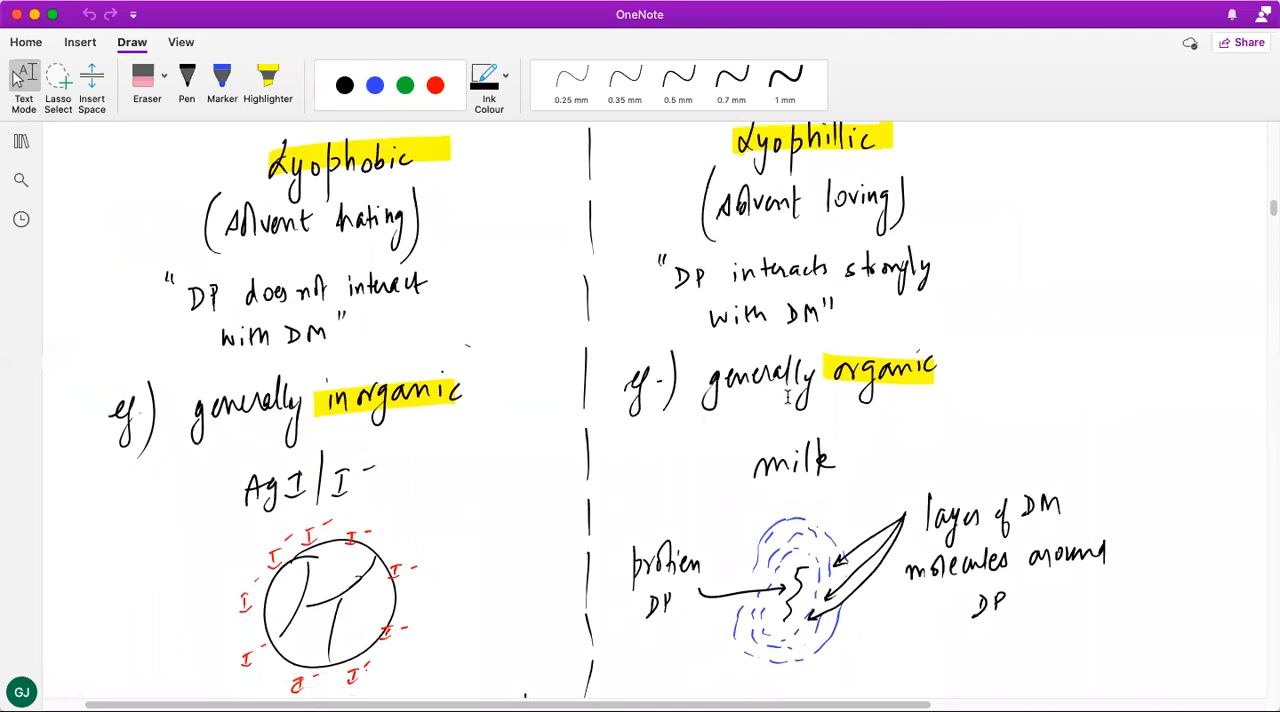 OneNote
Home Insert Draw View
Share
Text Mode
Lasso Select
Insert Space
Eraser
Pen
Marker
Highlighter
Ink Colour
0.25 mm
0.35 mm
0.5 mm
0.7 mm
1 mm
Lyophobic
(solvent hating)
"DP does not interact
with DM"
eg.) generally inorganic
AgI/I⁻
I⁻ I⁻ I⁻ I⁻ I⁻ I⁻ I⁻ I⁻ I⁻ I⁻
Lyophillic
(solvent loving)
"DP interacts strongly
with DM"
eg.) generally organic
milk
protien
DP
layer of DM
molecules around
DP
GJ